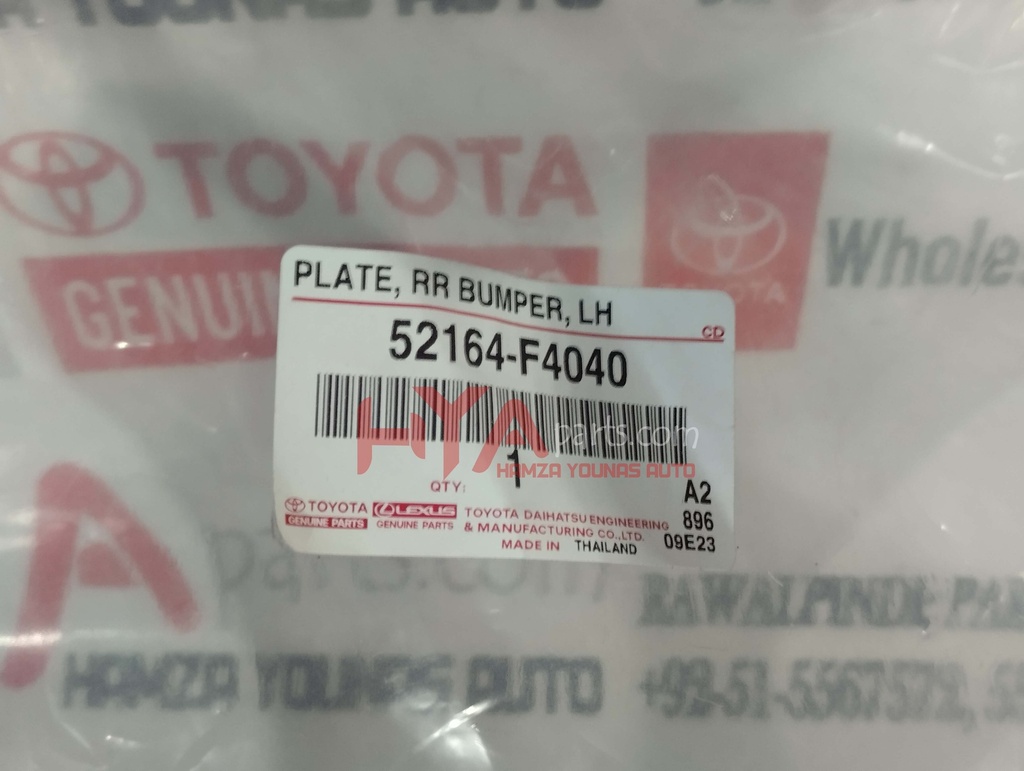 TOYOTA
GENUIN
TOYOTA
Wholes
PLATE, RR BUMPER, LH
CD
52164-F4040
HYA parts.com
HAMZA YOUNAS AUTO
QTY: 1
A2
TOYOTA
GENUINE PARTS
LEXUS
GENUINE PARTS
TOYOTA DAIHATSU ENGINEERING
& MANUFACTURING CO.,LTD.
896
MADE IN THAILAND
09E23
A parts.com
HAMZA YOUNAS AUTO
RAWALPINDI PAK